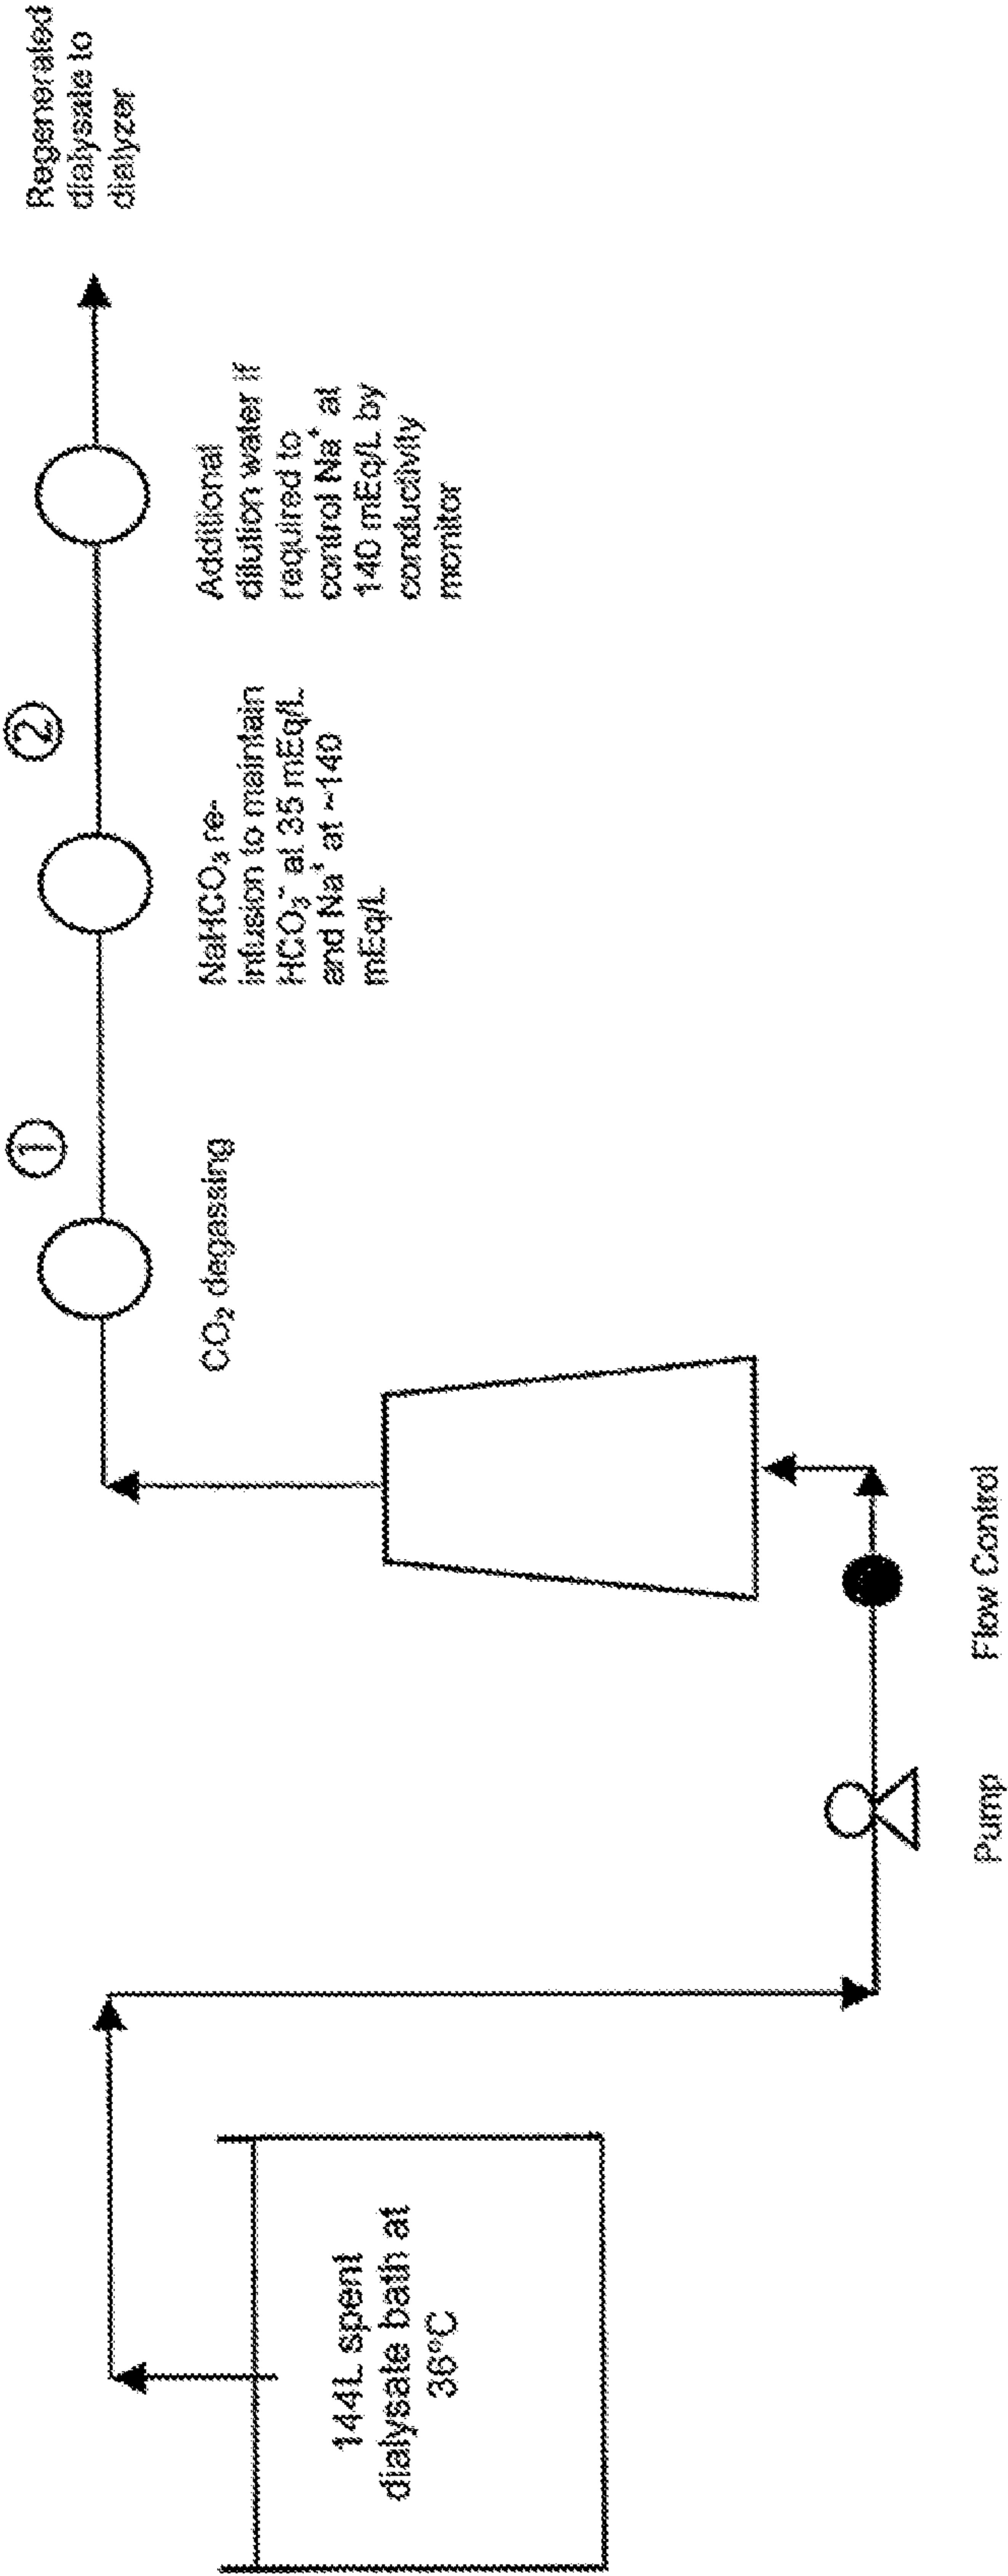 144L spent
dialysate bath at
36°C
Pump
Flow Control
CO₂ degassing
①
NaHCO₃ re-
infusion to maintain
HCO₃⁻ at 35 mEq/L
and Na⁺ at ~140
mEq/L
②
Additional
dilution water if
required to
control Na⁺ at
140 mEq/L by
conductivity
monitor
Regenerated
dialysate to
dialyzer